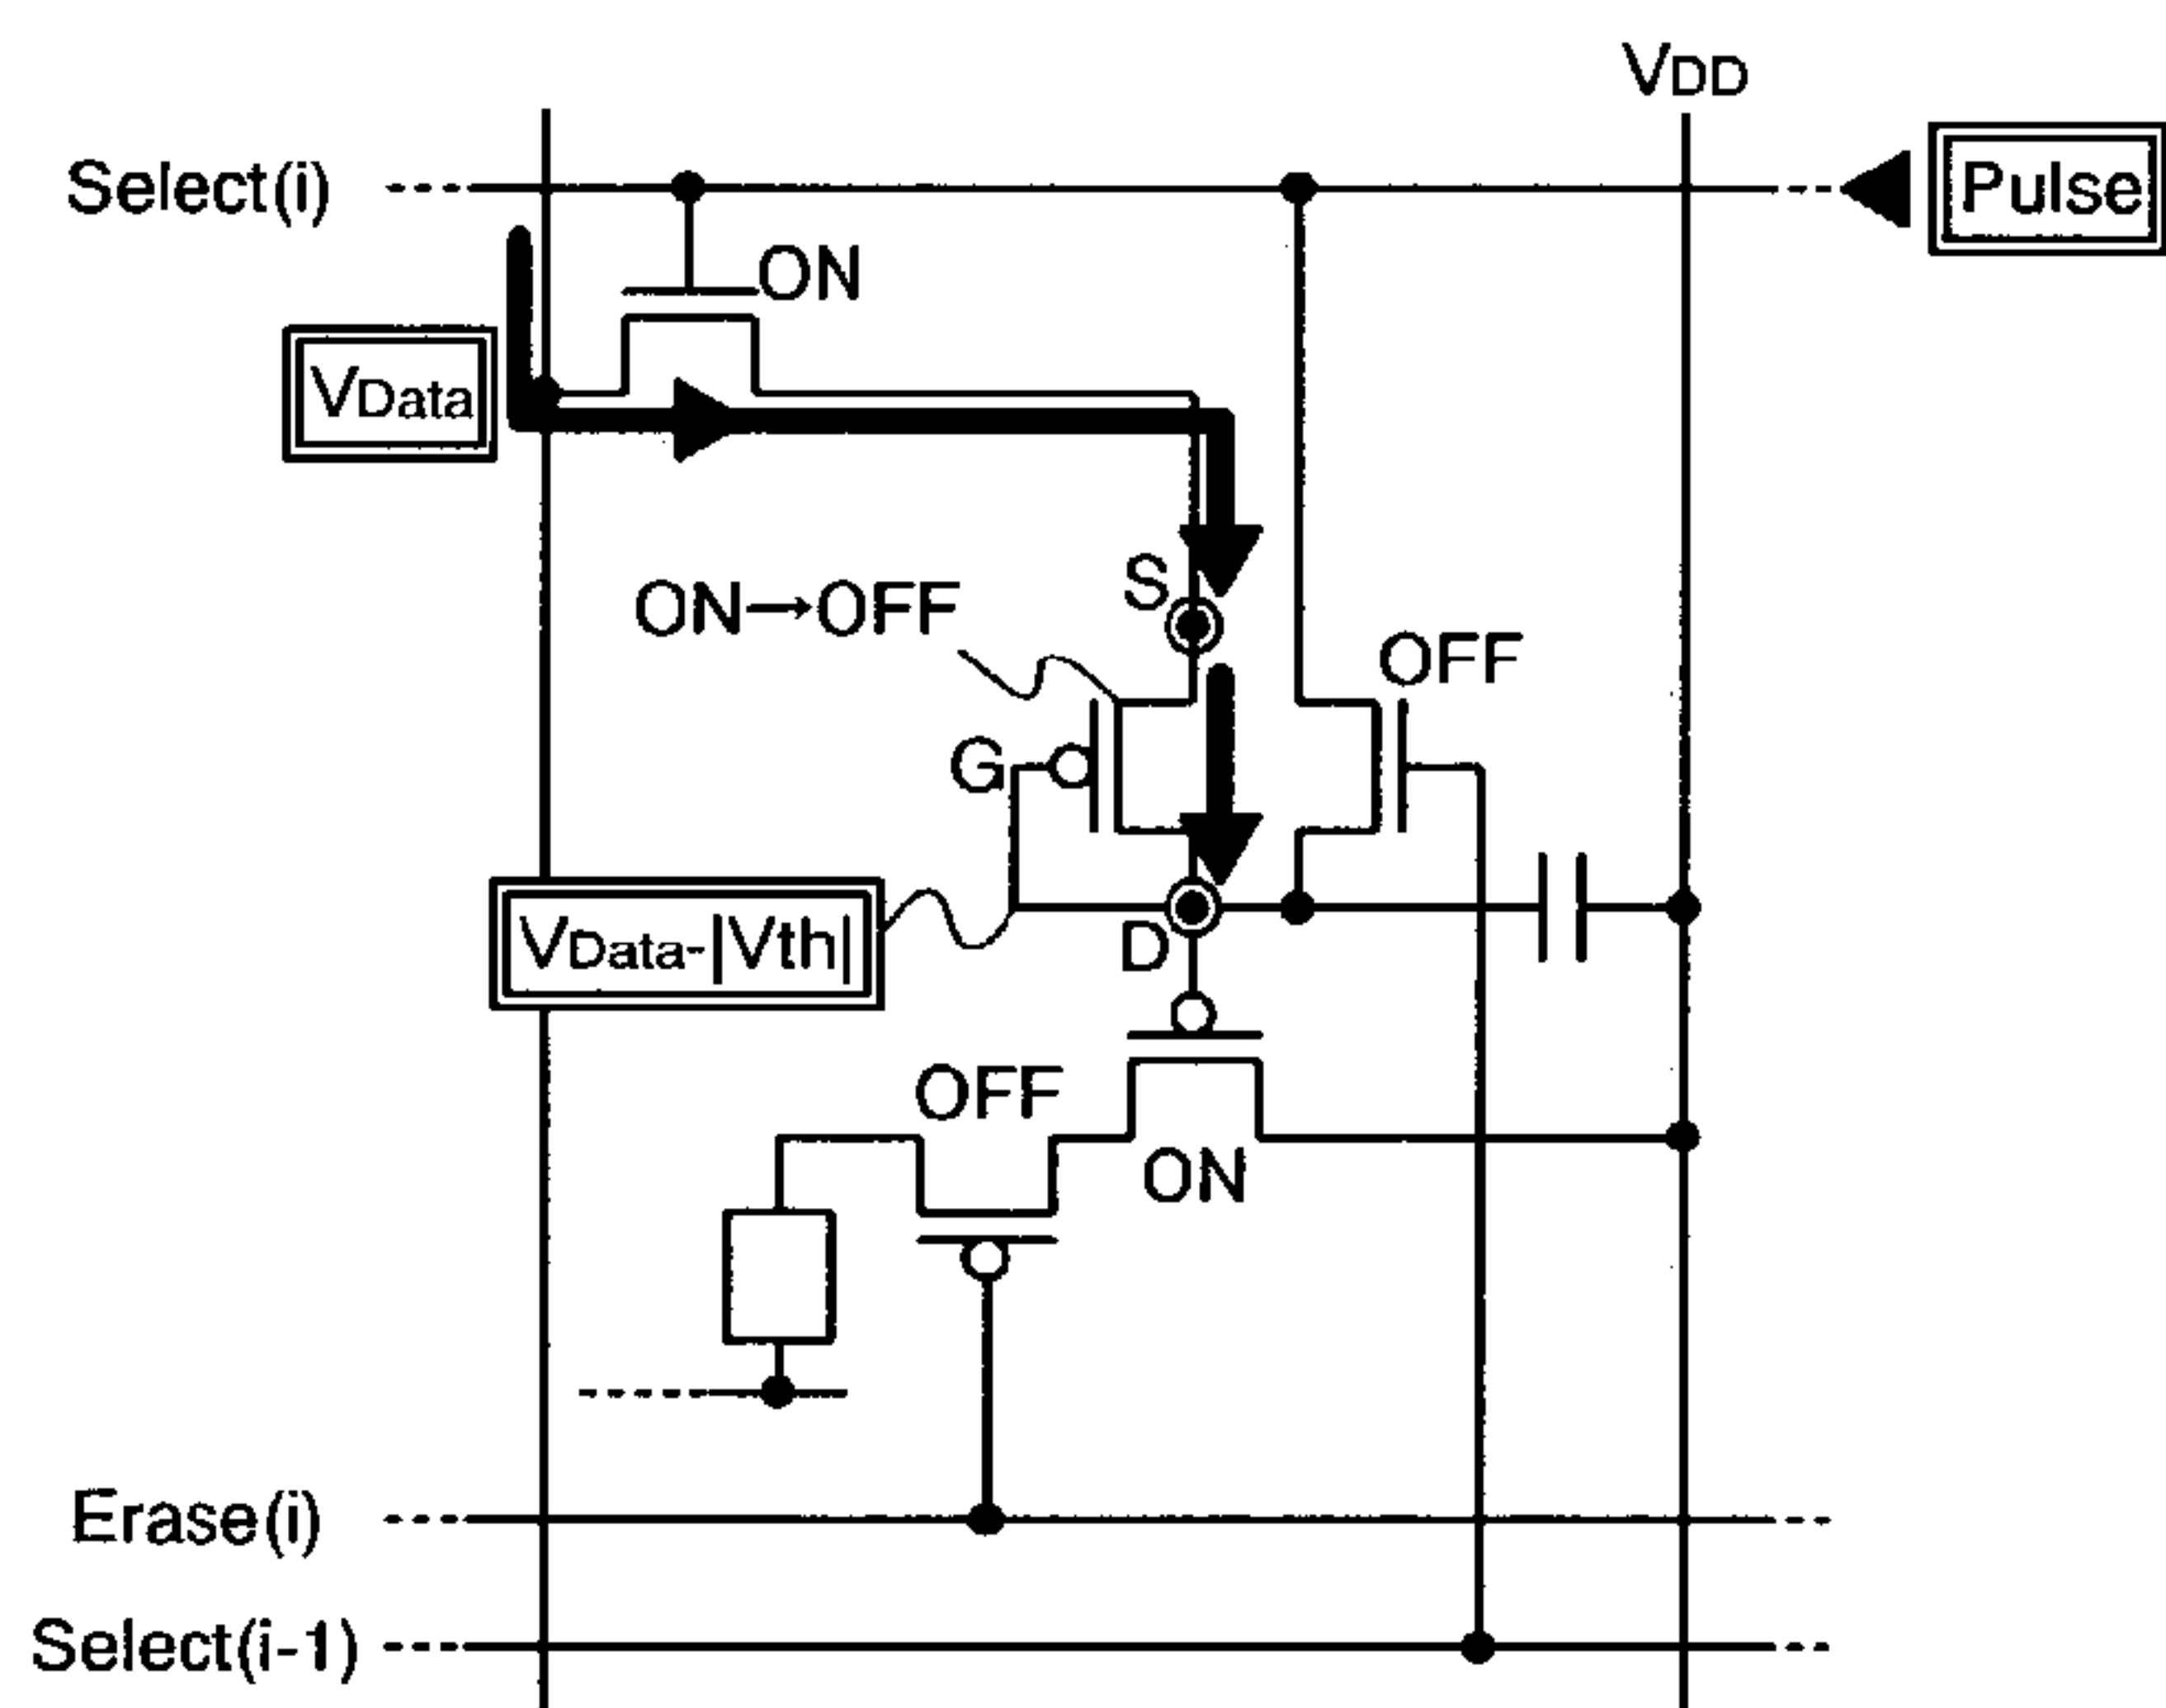 VDD
Select(i)
Pulse
ON
VData
S
ON→OFF
OFF
G
VData-|Vth|
D
OFF
ON
Erase(i)
Select(i-1)